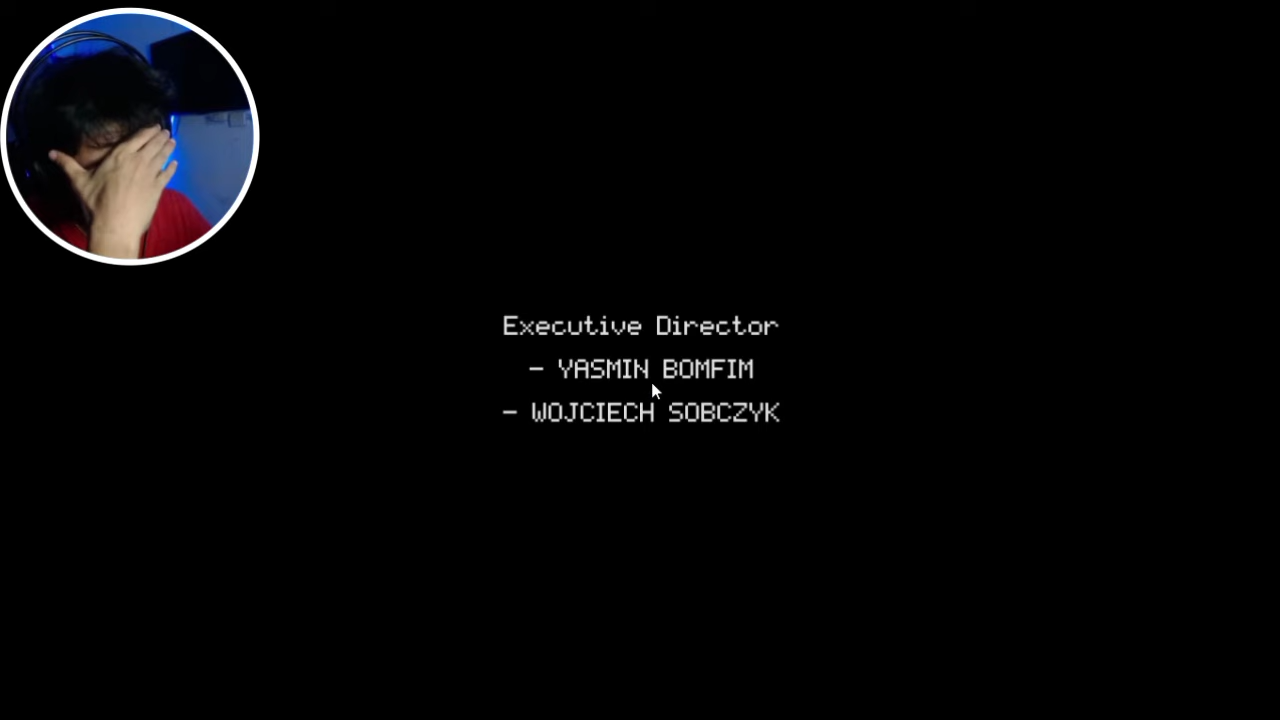 Executive Director
- YASMIN BOMFIM
- WOJCIECH SOBCZYK